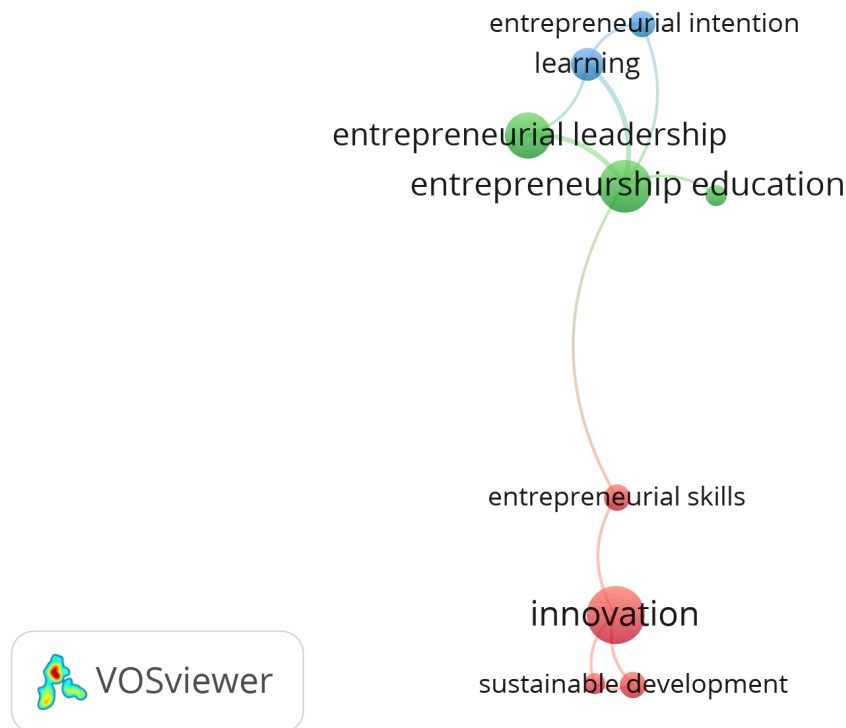 entrepreneurial intention
learning
entrepreneurial leadership
entrepreneurship education
entrepreneurial skills
innovation
sustainable development
VOSviewer